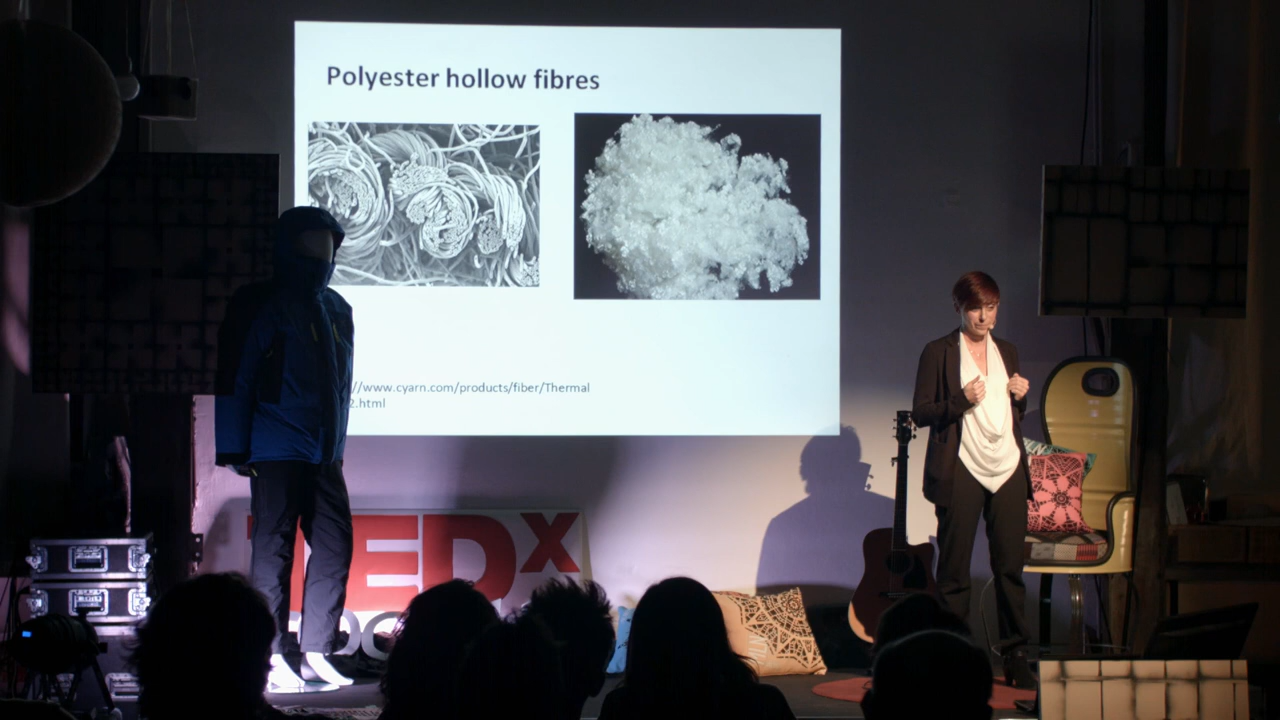 Polyester hollow fibres
//www.cyarn.com/products/fiber/Thermal
2.html
TEDx